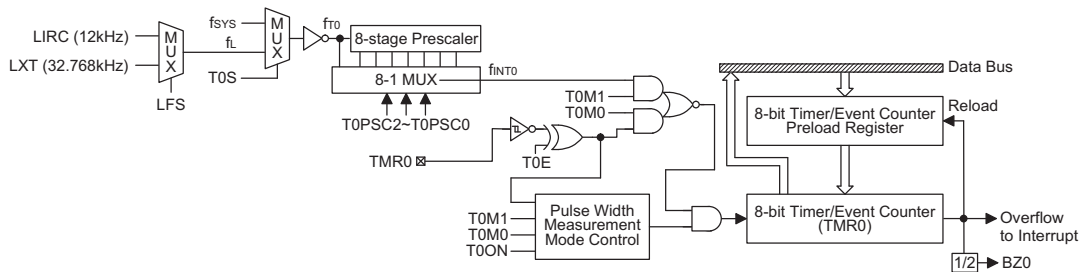 LIRC (12kHz)
LXT (32.768kHz)
MUX
LFS
fL
fSYS
T0S
MUX
fT0
8-stage Prescaler
8-1 MUX
fINT0
T0PSC2~T0PSC0
TMR0
T0E
T0M1
T0M0
T0M1
T0M0
T0ON
Pulse Width
Measurement
Mode Control
Data Bus
8-bit Timer/Event Counter
Preload Register
Reload
8-bit Timer/Event Counter
(TMR0)
Overflow
to Interrupt
1/2
BZ0